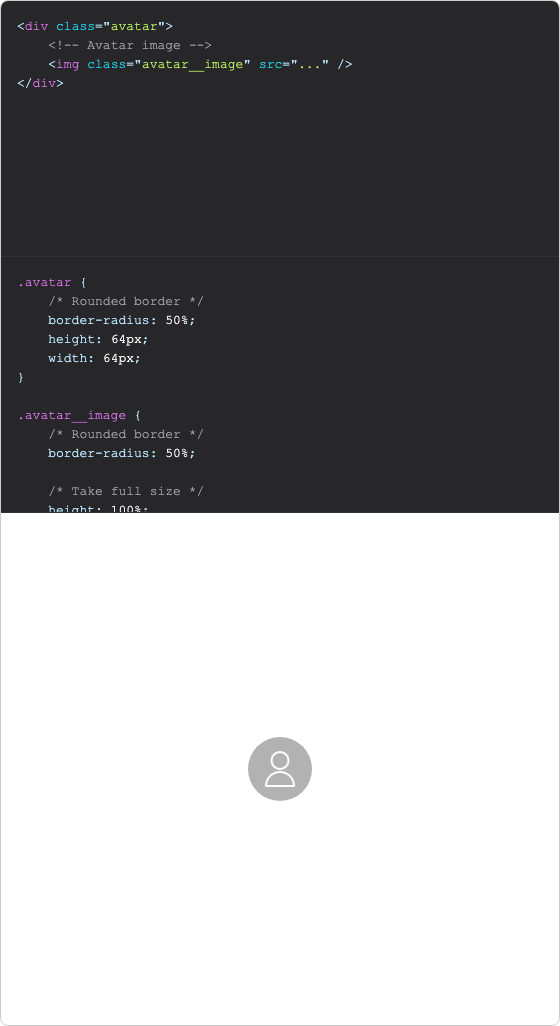 <div class="avatar">
    <!-- Avatar image -->
    <img class="avatar__image" src="..." />
</div>
.avatar {
    /* Rounded border */
    border-radius: 50%;
    height: 64px;
    width: 64px;
}
.avatar__image {
    /* Rounded border */
    border-radius: 50%;
    /* Take full size */
    height: 100%;